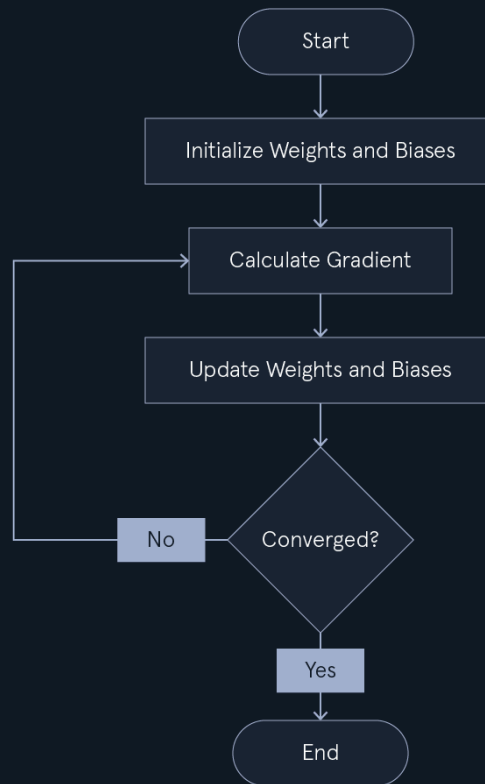 Start
Initialize Weights and Biases
Calculate Gradient
Update Weights and Biases
Converged?
No
Yes
End